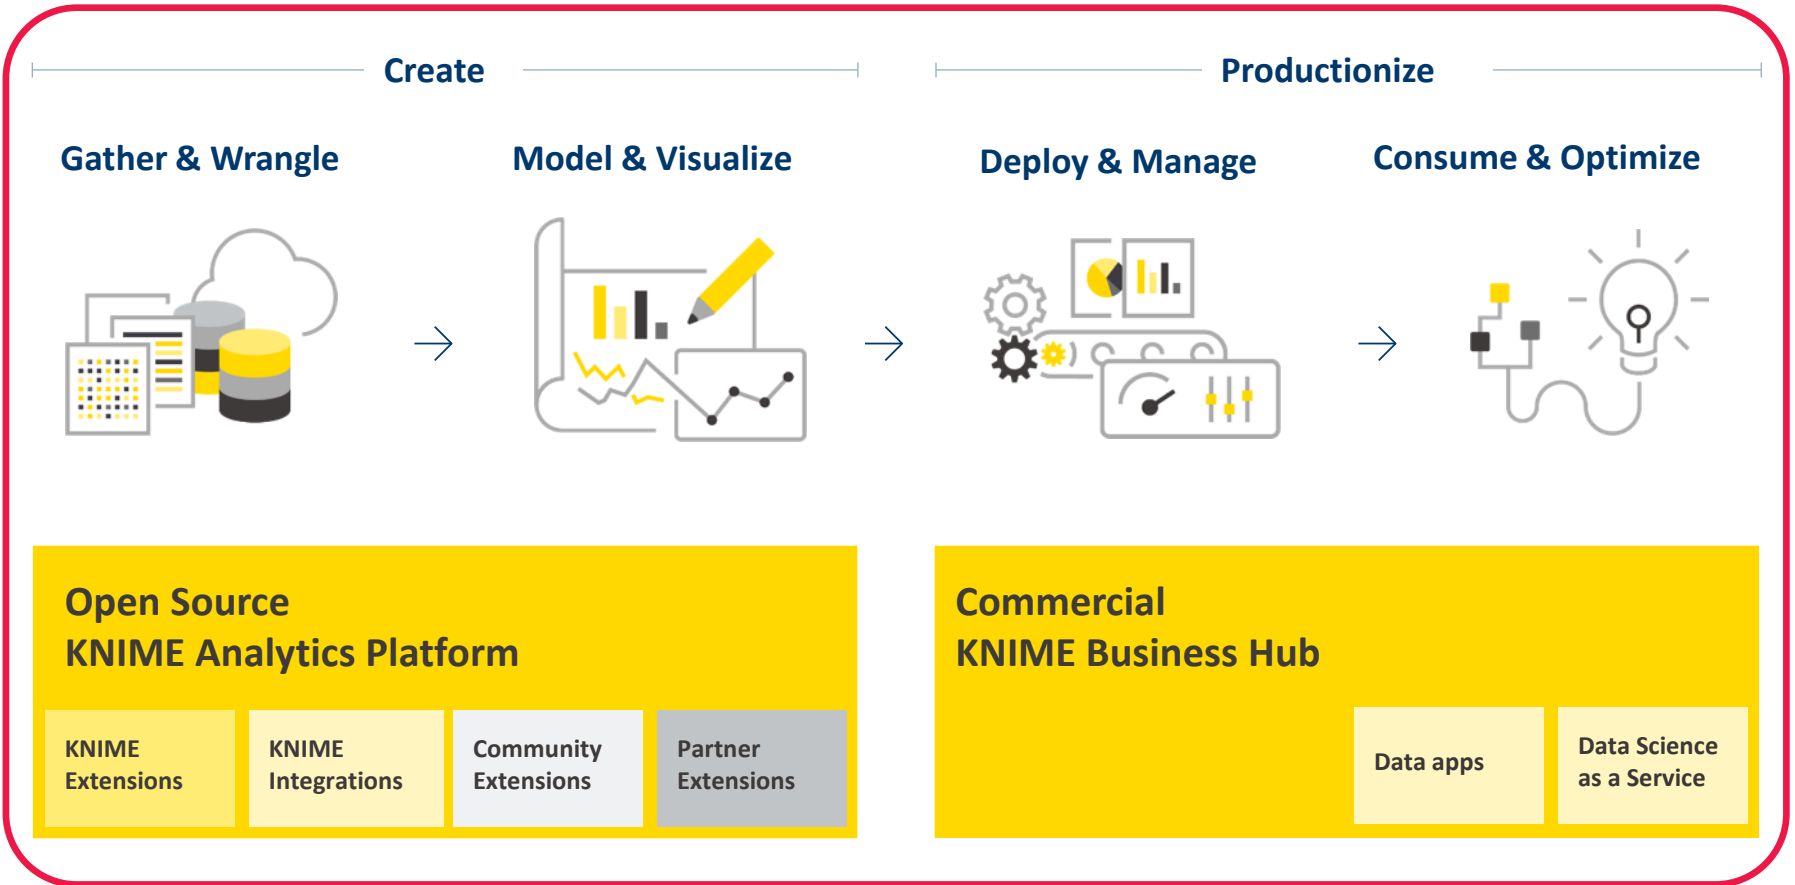 Create
Productionize
Gather & Wrangle
Model & Visualize
Deploy & Manage
Consume & Optimize
Open Source
KNIME Analytics Platform
KNIME
Extensions
KNIME
Integrations
Community
Extensions
Partner
Extensions
Commercial
KNIME Business Hub
Data apps
Data Science
as a Service